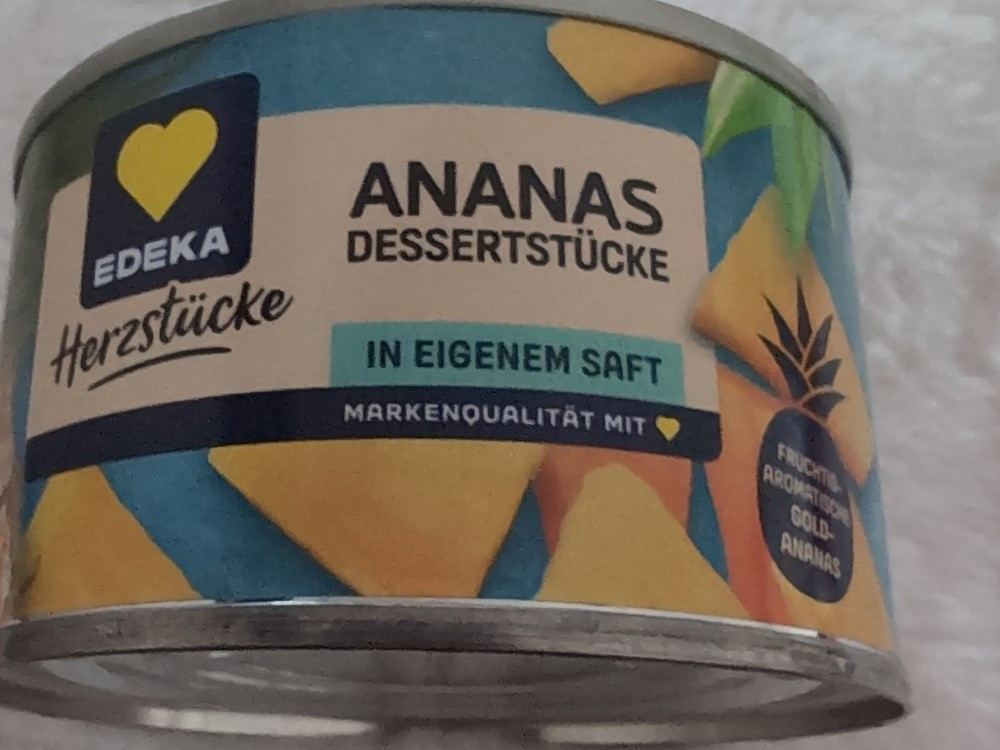 EDEKA
Herzstücke
ANANAS
DESSERTSTÜCKE
IN EIGENEM SAFT
MARKENQUALITÄT MIT
FRUCHTIG-
AROMATISCHE
GOLD-
ANANAS